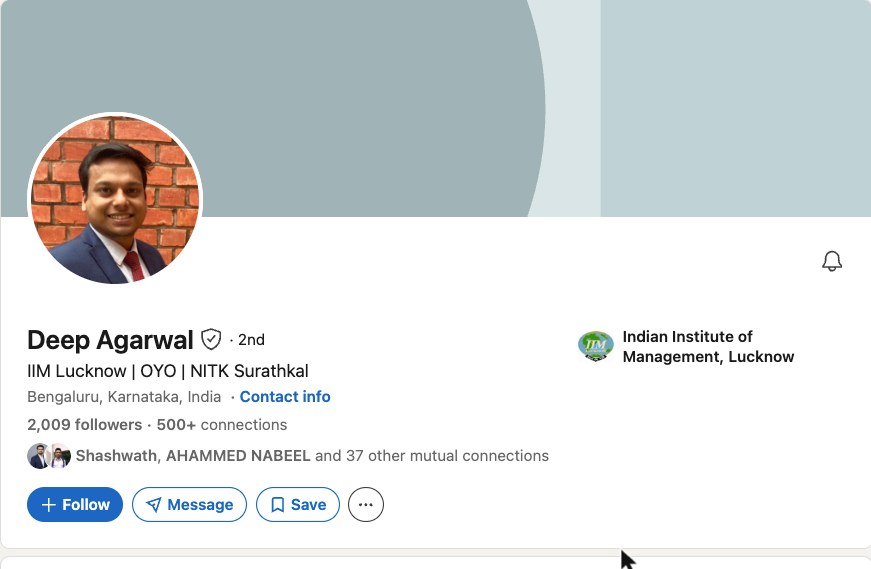 Deep Agarwal · 2nd
IIM Lucknow | OYO | NITK Surathkal
Bengaluru, Karnataka, India · Contact info
2,009 followers · 500+ connections
Shashwath, AHAMMED NABEEL and 37 other mutual connections
+ Follow
Message
Save
...
IIM
Indian Institute of
Management, Lucknow